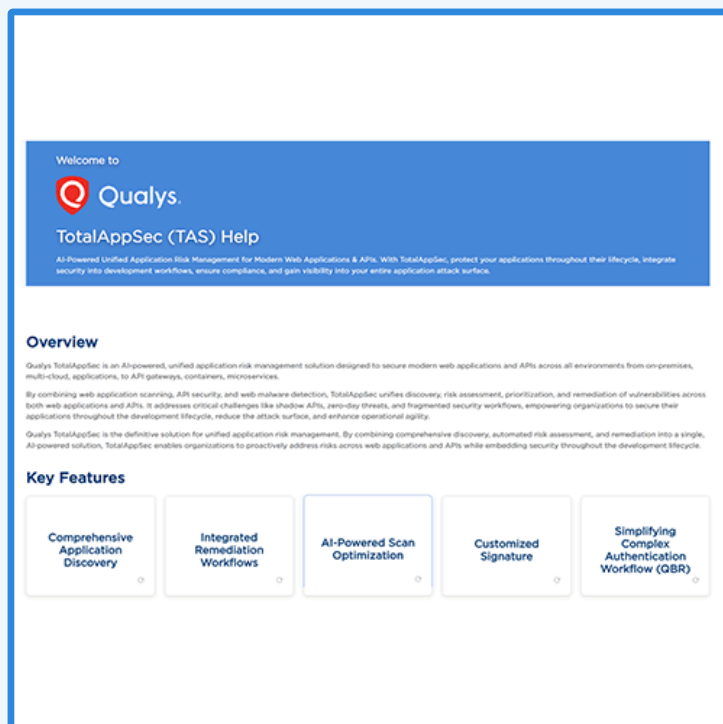 Welcome to
Qualys.
TotalAppSec (TAS) Help
AI-Powered Unified Application Risk Management for Modern Web Applications & APIs. With TotalAppSec, protect your applications throughout their lifecycle, integrate
security into development workflows, ensure compliance, and gain visibility into your entire application attack surface.
Overview
Qualys TotalAppSec is an AI-powered, unified application risk management solution designed to secure modern web applications and APIs across all environments from on-premises,
multi-cloud, applications, to API gateways, containers, microservices.
By combining web application scanning, API security, and web malware detection, TotalAppSec unifies discovery, risk assessment, prioritization, and remediation of vulnerabilities across
both web applications and APIs. It addresses critical challenges like shadow APIs, zero-day threats, and fragmented security workflows, empowering organizations to secure their
applications throughout the development lifecycle, reduce the attack surface, and enhance operational agility.
Qualys TotalAppSec is the definitive solution for unified application risk management. By combining comprehensive discovery, automated risk assessment, and remediation into a single,
AI-powered solution, TotalAppSec enables organizations to proactively address risks across web applications and APIs while embedding security throughout the development lifecycle.
Key Features
Comprehensive
Application
Discovery
Integrated
Remediation
Workflows
AI-Powered Scan
Optimization
Customized
Signature
Simplifying
Complex
Authentication
Workflow (QBR)